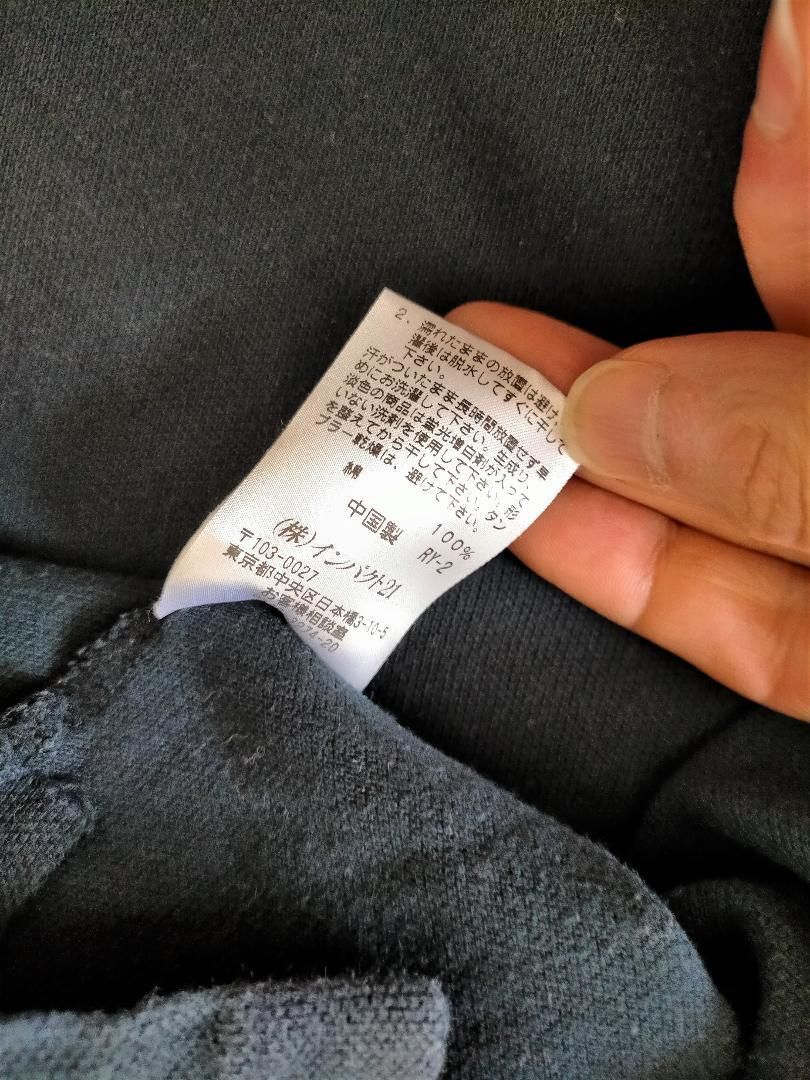 2、濡れたままの放置は避け
濯後は脱水してすぐに干して
下さい。
汗がついたまま長時間放置せず早
めにお洗濯して下さい。生成り、
淡色の商品は蛍光増白剤が入って
いない洗剤を使用して下さい。形
を整えてから干して下さい。タン
ブラー乾燥は、避けて下さい。
綿 100%
中国製 RY-2
(株)インパクト21
〒103-0027
東京都中央区日本橋3-10-5
お客様相談室
274-20